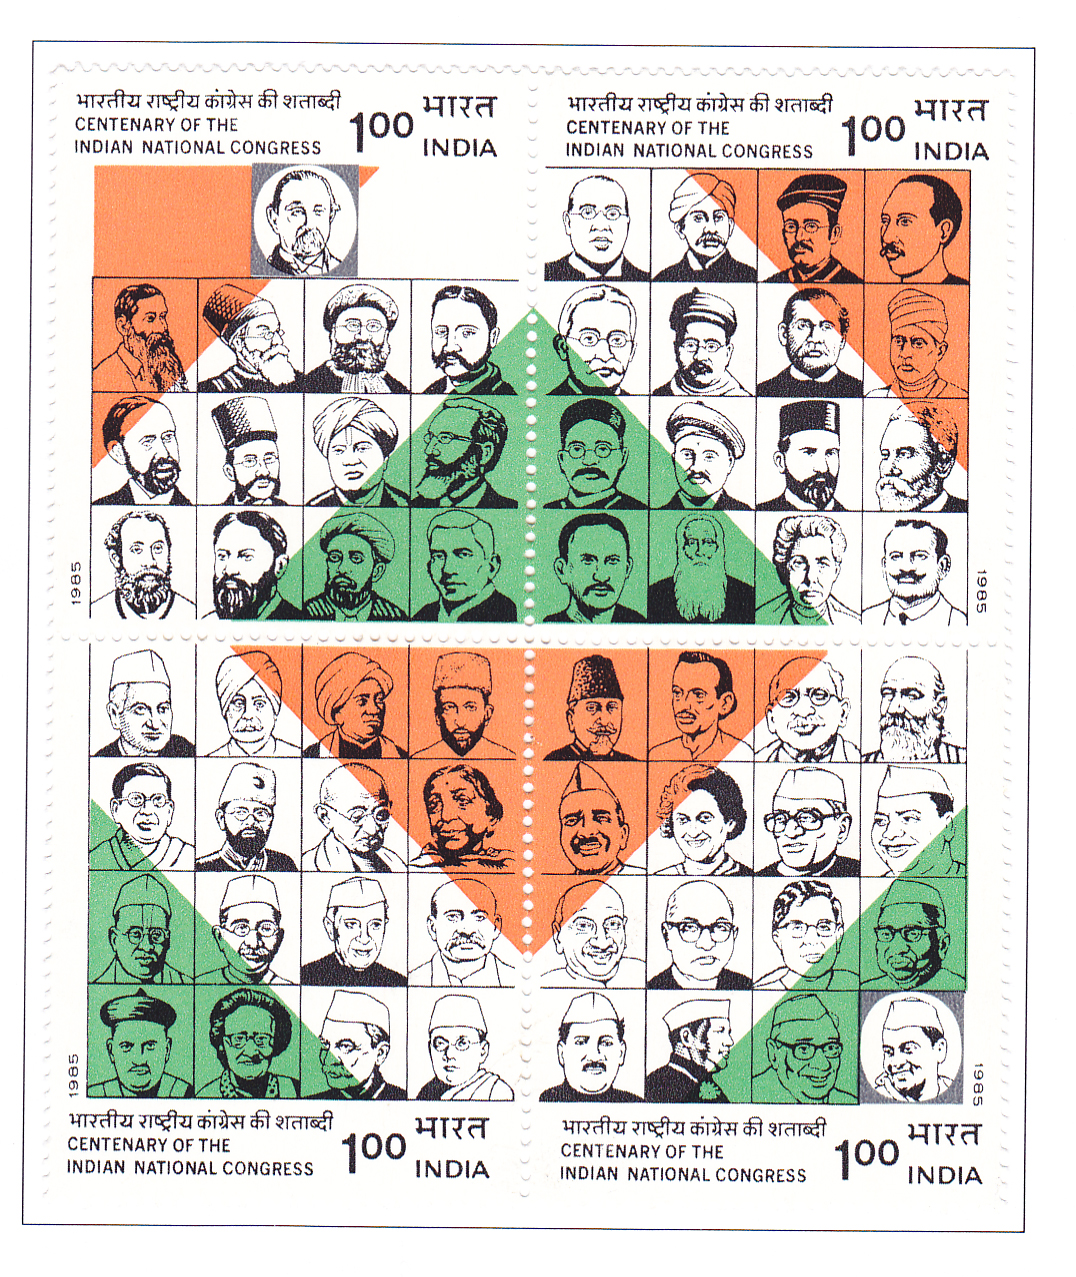 भारतीय राष्ट्रीय कांग्रेस की शताब्दी
CENTENARY OF THE
INDIAN NATIONAL CONGRESS
1.00
भारत
INDIA
1985
भारतीय राष्ट्रीय कांग्रेस की शताब्दी
CENTENARY OF THE
INDIAN NATIONAL CONGRESS
1.00
भारत
INDIA
1985
1985
भारतीय राष्ट्रीय कांग्रेस की शताब्दी
CENTENARY OF THE
INDIAN NATIONAL CONGRESS
1.00
भारत
INDIA
1985
भारतीय राष्ट्रीय कांग्रेस की शताब्दी
CENTENARY OF THE
INDIAN NATIONAL CONGRESS
1.00
भारत
INDIA